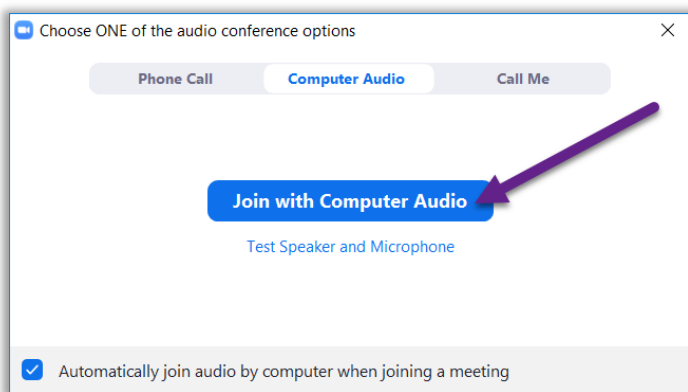 Choose ONE of the audio conference options
Phone Call Computer Audio Call Me
Join with Computer Audio
Test Speaker and Microphone
Automatically join audio by computer when joining a meeting